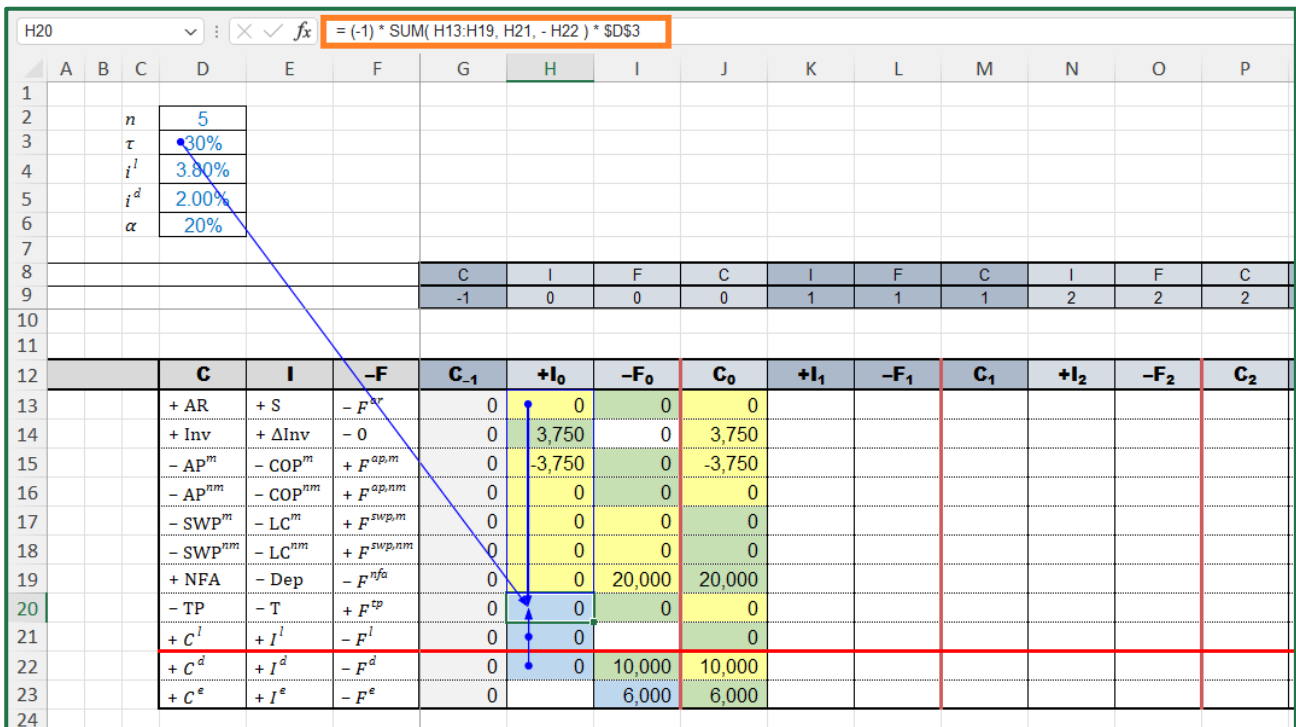 H20 fx = (-1) * SUM( H13:H19, H21, - H22 ) * $D$3
A B C D E F G H I J K L M N O P
1
2 n 5
3 τ 30%
4 i^l 3.80%
5 i^d 2.00%
6 α 20%
7
8 C I F C I F C I F C
9 -1 0 0 0 1 1 1 2 2 2
10
11
12 C I –F C₋₁ +I₀ –F₀ C₀ +I₁ –F₁ C₁ +I₂ –F₂ C₂
13 + AR + S – F^ar 0 0 0 0
14 + Inv + ΔInv – 0 0 3,750 0 3,750
15 – AP^m – COP^m + F^ap,m 0 -3,750 0 -3,750
16 – AP^nm – COP^nm + F^ap,nm 0 0 0 0
17 – SWP^m – LC^m + F^swp,m 0 0 0 0
18 – SWP^nm – LC^nm + F^swp,nm 0 0 0 0
19 + NFA – Dep – F^nfa 0 0 20,000 20,000
20 – TP – T + F^tp 0 0 0 0
21 + C^l + I^l – F^l 0 0 0
22 + C^d + I^d – F^d 0 0 10,000 10,000
23 + C^e + I^e – F^e 0 6,000 6,000
24